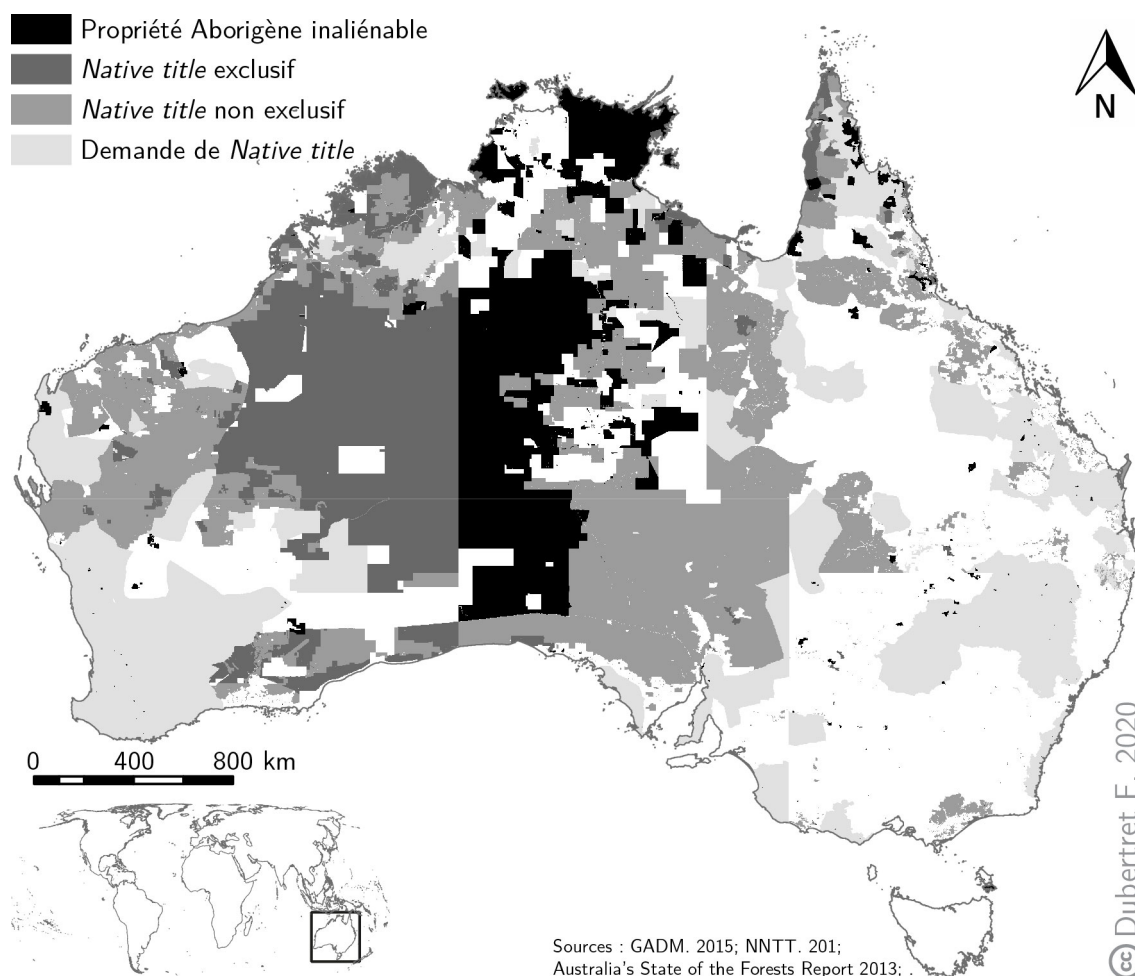 Propriété Aborigène inaliénable
Native title exclusif
Native title non exclusif
Demande de Native title
N
0 400 800 km
Sources : GADM. 2015; NNTT. 201;
Australia's State of the Forests Report 2013; .
cc Dubertret F. 2020